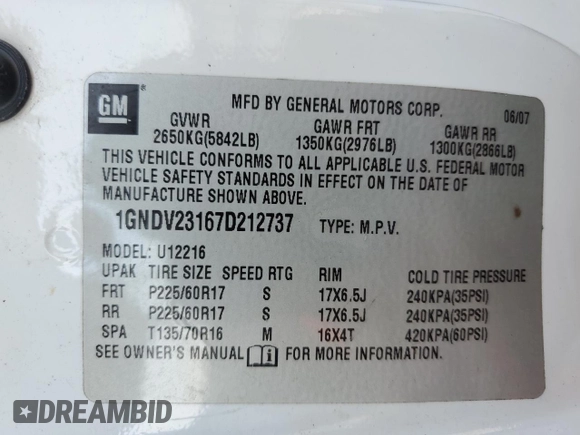 GM
MFD BY GENERAL MOTORS CORP. 06/07
GVWR GAWR FRT GAWR RR
2650KG(5842LB) 1350KG(2976LB) 1300KG(2866LB)
THIS VEHICLE CONFORMS TO ALL APPLICABLE U.S. FEDERAL MOTOR
VEHICLE SAFETY STANDARDS IN EFFECT ON THE DATE OF
MANUFACTURE SHOWN ABOVE.
1GNDV23167D212737 TYPE: M.P.V.
MODEL: U12216
UPAK TIRE SIZE SPEED RTG RIM COLD TIRE PRESSURE
FRT P225/60R17 S 17X6.5J 240KPA(35PSI)
RR P225/60R17 S 17X6.5J 240KPA(35PSI)
SPA T135/70R16 M 16X4T 420KPA(60PSI)
SEE OWNER'S MANUAL FOR MORE INFORMATION.
DREAMBID